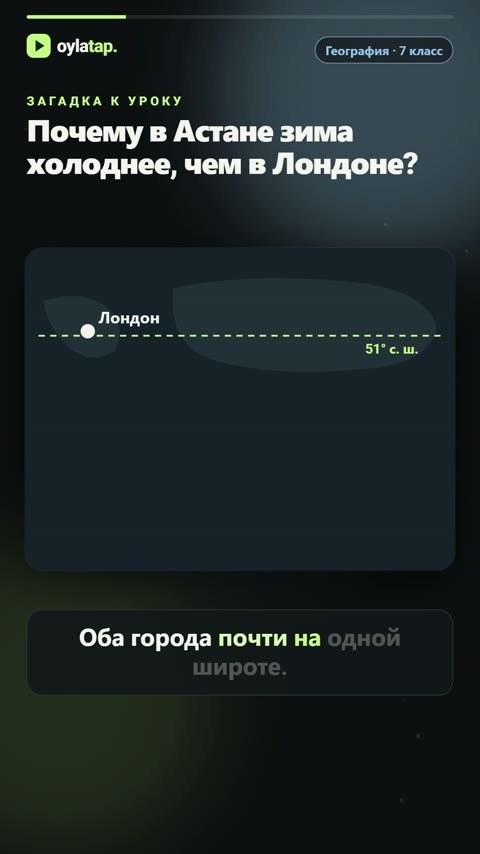 oylatap.
География · 7 класс
ЗАГАДКА К УРОКУ
Почему в Астане зима
холоднее, чем в Лондоне?
Лондон
51° с. ш.
Оба города почти на одной
широте.